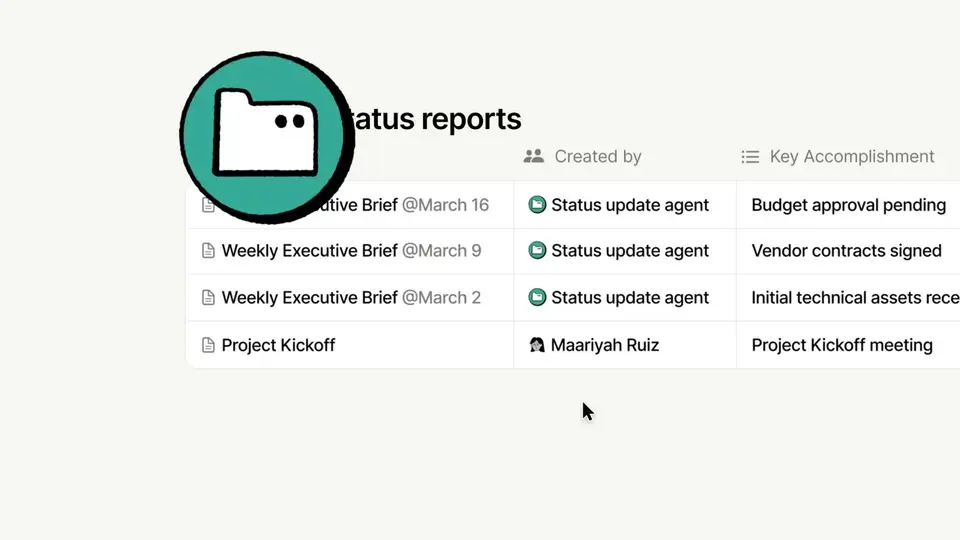 tatus reports
Created by
Key Accomplishment
utive Brief @March 16
Status update agent
Budget approval pending
Weekly Executive Brief @March 9
Status update agent
Vendor contracts signed
Weekly Executive Brief @March 2
Status update agent
Initial technical assets rece
Project Kickoff
Maariyah Ruiz
Project Kickoff meeting